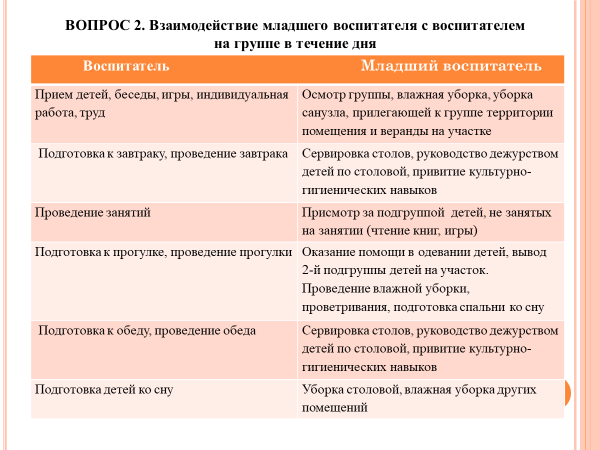 ВОПРОС 2. Взаимодействие младшего воспитателя с воспитателем
на группе в течение дня
Воспитатель
Младший воспитатель
Прием детей, беседы, игры, индивидуальная
работа, труд
Осмотр группы, влажная уборка, уборка
санузла, прилегающей к группе территории
помещения и веранды на участке
Подготовка к завтраку, проведение завтрака
Сервировка столов, руководство дежурством
детей по столовой, привитие культурно-
гигиенических навыков
Проведение занятий
Присмотр за подгруппой детей, не занятых
на занятии (чтение книг, игры)
Подготовка к прогулке, проведение прогулки
Оказание помощи в одевании детей, вывод
2-й подгруппы детей на участок.
Проведение влажной уборки,
проветривания, подготовка спальни ко сну
Подготовка к обеду, проведение обеда
Сервировка столов, руководство дежурством
детей по столовой, привитие культурно-
гигиенических навыков
Подготовка детей ко сну
Уборка столовой, влажная уборка других
помещений